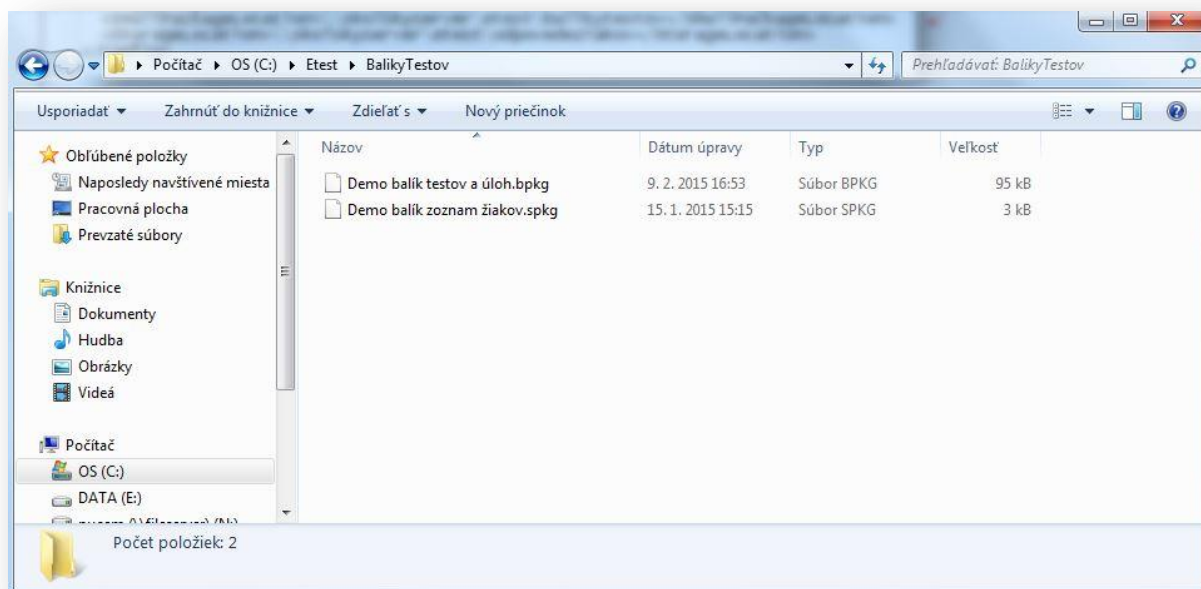 Počítač ▸ OS (C:) ▸ Etest ▸ BalikyTestov
Prehľadávať: BalikyTestov
Usporiadať Zahrnúť do knižnice Zdieľať s Nový priečinok
Názov Dátum úpravy Typ Veľkosť
Demo balík testov a úloh.bpkg 9. 2. 2015 16:53 Súbor BPKG 95 kB
Demo balík zoznam žiakov.spkg 15. 1. 2015 15:15 Súbor SPKG 3 kB
Obľúbené položky
Naposledy navštívené miesta
Pracovná plocha
Prevzaté súbory
Knižnice
Dokumenty
Hudba
Obrázky
Videá
Počítač
OS (C:)
DATA (E:)
Počet položiek: 2